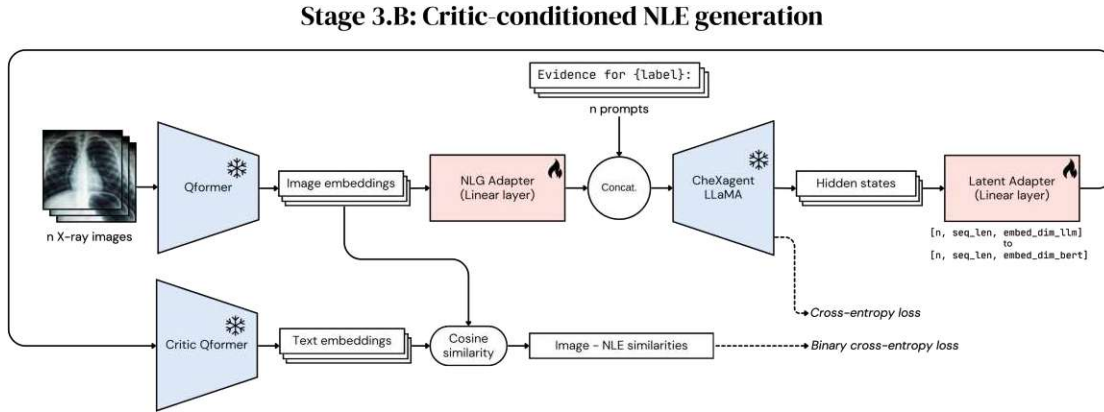 Stage 3.B: Critic-conditioned NLE generation
Evidence for {label}:
n prompts
Qformer
Image embeddings
NLG Adapter
(Linear layer)
Concat.
CheXagent
LLaMA
Hidden states
Latent Adapter
(Linear layer)
n X-ray images
[n, seq_len, embed_dim_llm]
to
[n, seq_len, embed_dim_bert]
Cross-entropy loss
Critic Qformer
Text embeddings
Cosine
similarity
Image - NLE similarities
Binary cross-entropy loss